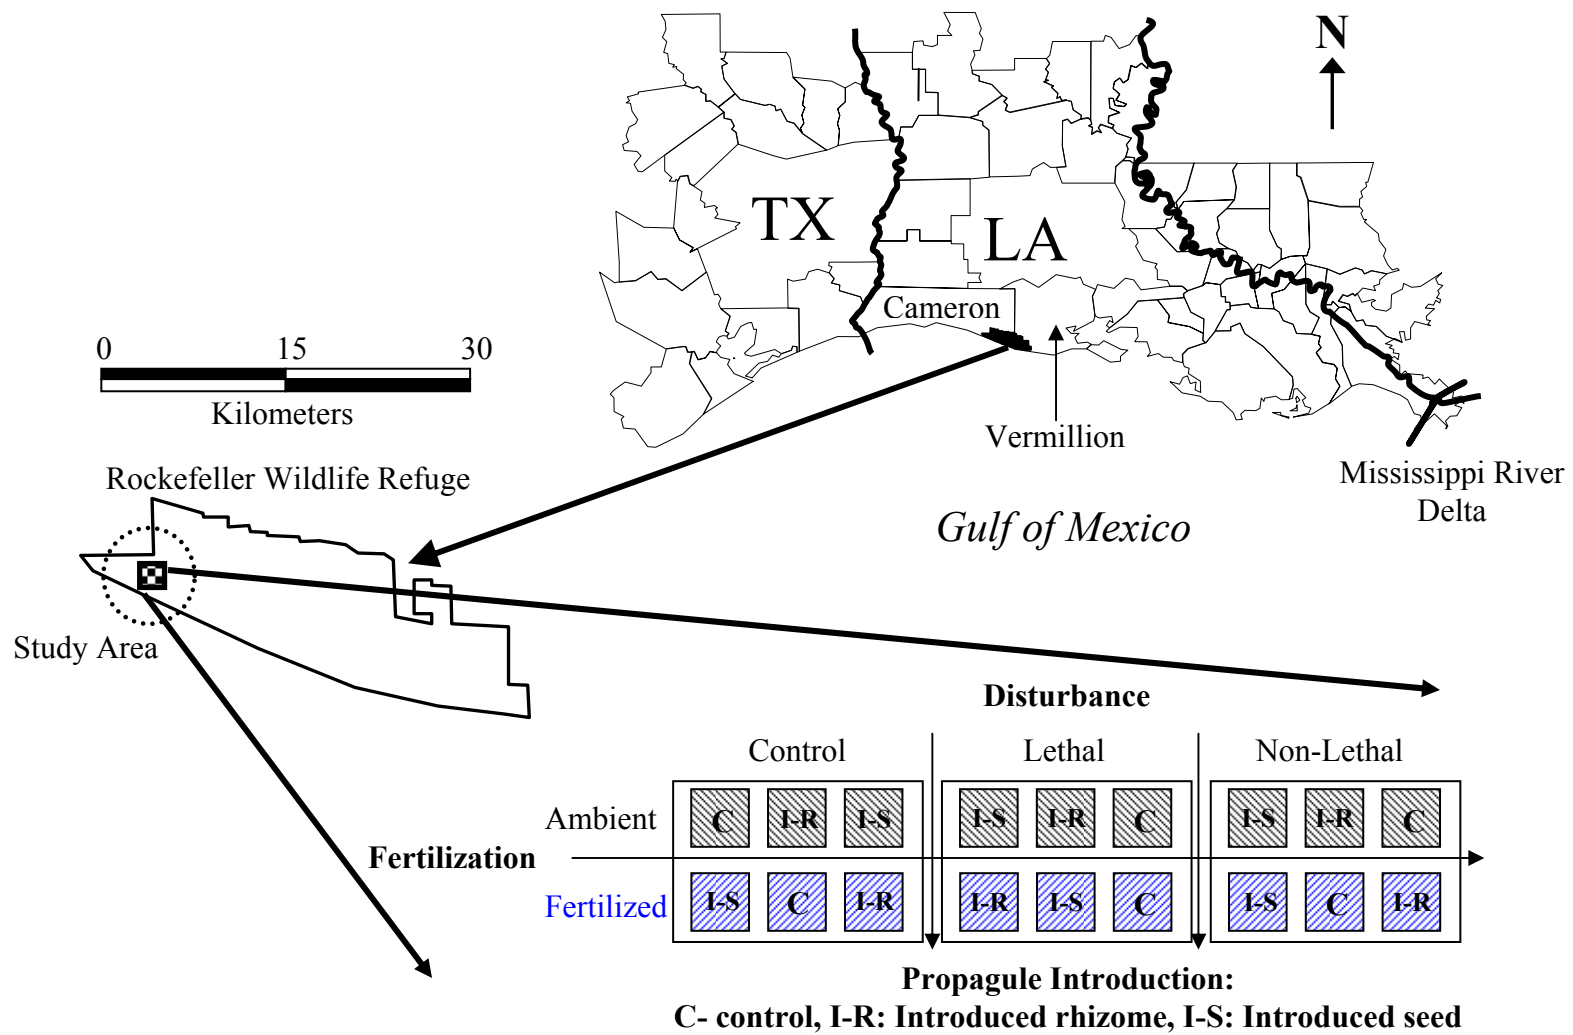 N
TX
LA
Cameron
0 15 30
Kilometers
Vermillion
Mississippi River
Delta
Rockefeller Wildlife Refuge
Gulf of Mexico
Study Area
Disturbance
Control Lethal Non-Lethal
Ambient C I-R I-S I-S I-R C I-S I-R C
Fertilization
Fertilized I-S C I-R I-R I-S C I-S C I-R
Propagule Introduction:
C- control, I-R: Introduced rhizome, I-S: Introduced seed